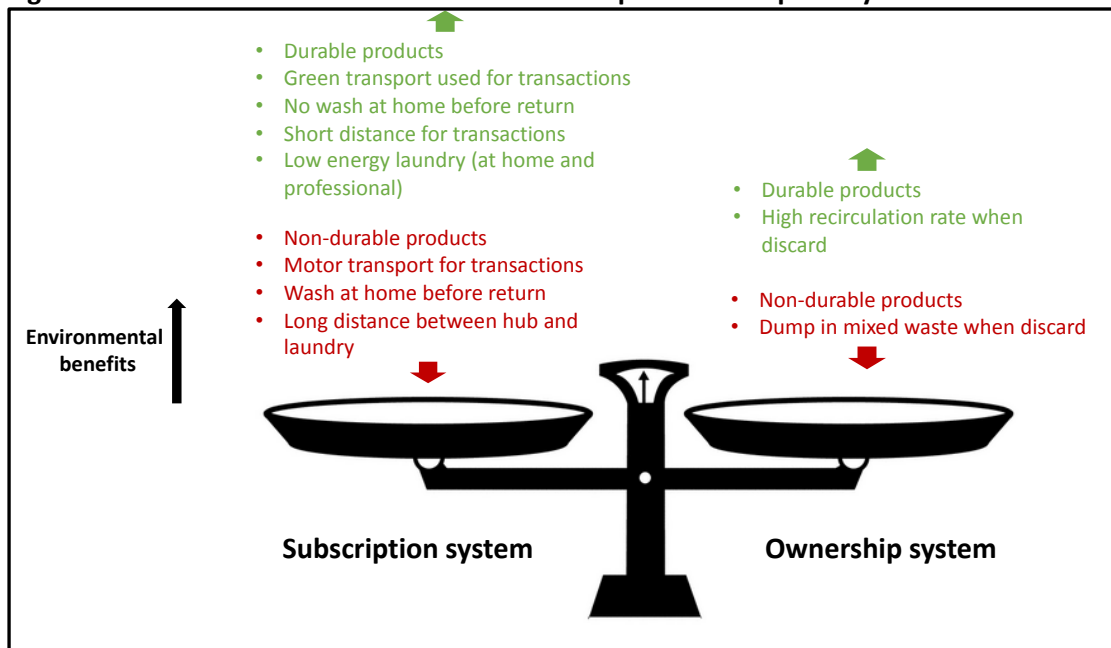 • Durable products
• Green transport used for transactions
• No wash at home before return
• Short distance for transactions
• Low energy laundry (at home and
professional)
• Non-durable products
• Motor transport for transactions
• Wash at home before return
• Long distance between hub and
laundry
• Durable products
• High recirculation rate when
discard
• Non-durable products
• Dump in mixed waste when discard
Environmental
benefits
Subscription system
Ownership system